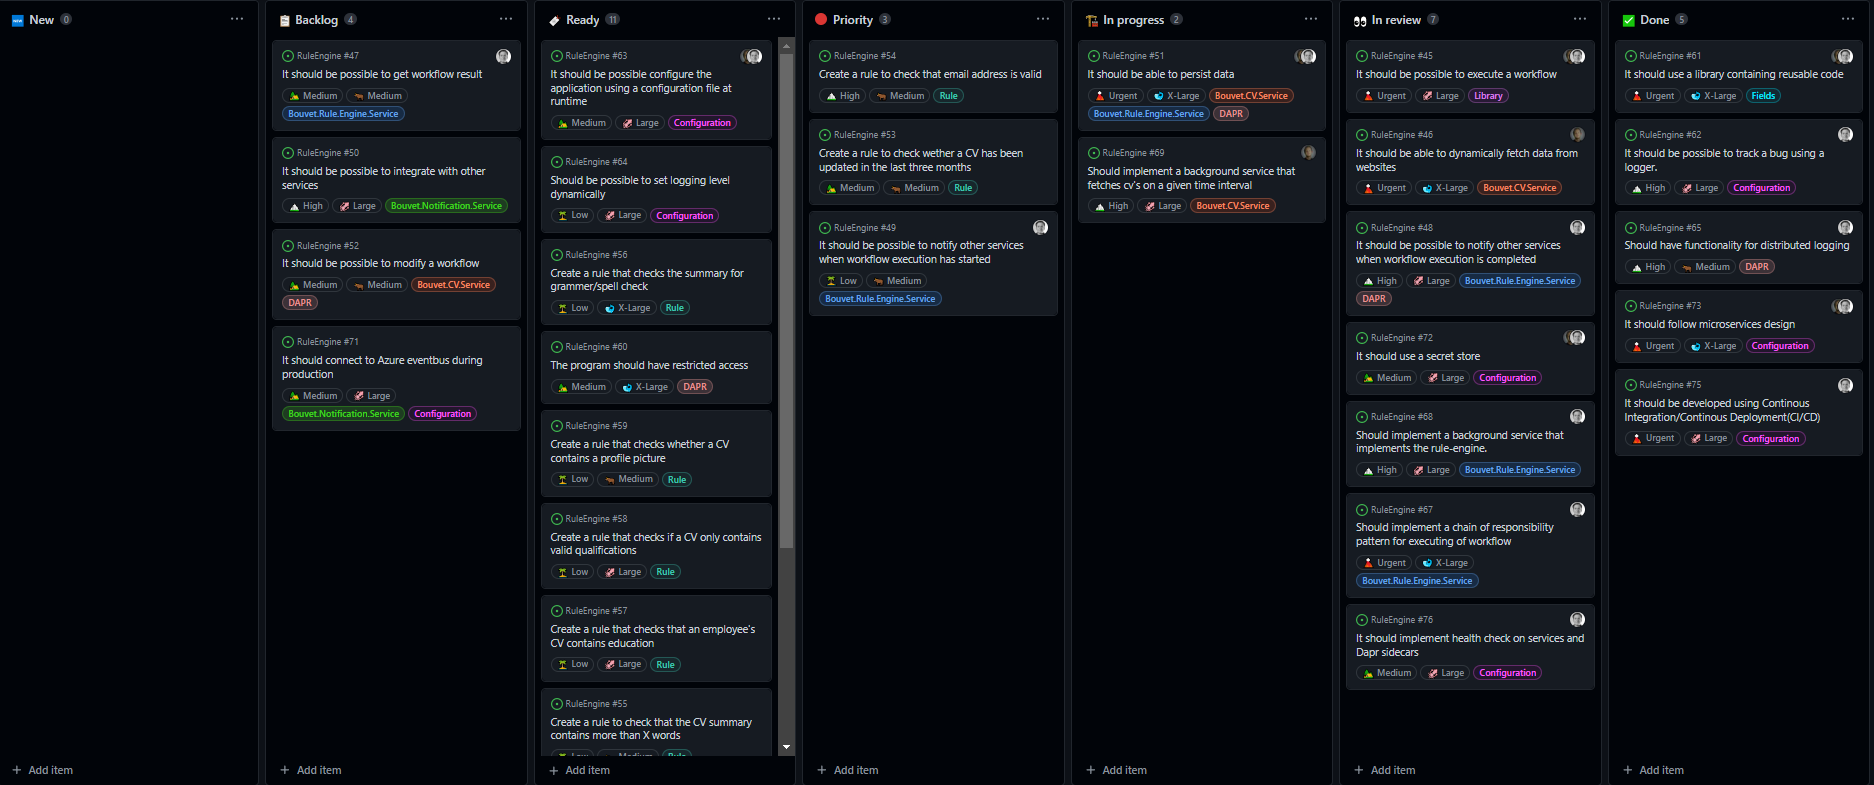 New 0
Backlog 4
RuleEngine #47
It should be possible to get workflow result
Medium Medium
Bouvet.Rule.Engine.Service
RuleEngine #50
It should be possible to integrate with other
services
High Large Bouvet.Notification.Service
RuleEngine #52
It should be possible to modify a workflow
Medium Medium Bouvet.CV.Service
DAPR
RuleEngine #71
It should connect to Azure eventbus during
production
Medium Large
Bouvet.Notification.Service Configuration
Ready 11
RuleEngine #63
It should be possible configure the
application using a configuration file at
runtime
Medium Large Configuration
RuleEngine #64
Should be possible to set logging level
dynamically
Low Large Configuration
RuleEngine #56
Create a rule that checks the summary for
grammer/spell check
Low X-Large Rule
RuleEngine #60
The program should have restricted access
Medium X-Large DAPR
RuleEngine #59
Create a rule that checks whether a CV
contains a profile picture
Low Medium Rule
RuleEngine #58
Create a rule that checks if a CV only contains
valid qualifications
Low Large Rule
RuleEngine #57
Create a rule that checks that an employee's
CV contains education
Low Large Rule
RuleEngine #55
Create a rule to check that the CV summary
contains more than X words
Low Medium Rule
Priority 3
RuleEngine #54
Create a rule to check that email address is valid
High Medium Rule
RuleEngine #53
Create a rule to check wether a CV has been
updated in the last three months
Medium Medium Rule
RuleEngine #49
It should be possible to notify other services
when workflow execution has started
Low Medium
Bouvet.Rule.Engine.Service
In progress 2
RuleEngine #51
It should be able to persist data
Urgent X-Large Bouvet.CV.Service
Bouvet.Rule.Engine.Service DAPR
RuleEngine #69
Should implement a background service that
fetches cv's on a given time interval
High Large Bouvet.CV.Service
In review 7
RuleEngine #45
It should be possible to execute a workflow
Urgent Large Library
RuleEngine #46
It should be able to dynamically fetch data from
websites
Urgent X-Large Bouvet.CV.Service
RuleEngine #48
It should be possible to notify other services
when workflow execution is completed
High Large Bouvet.Rule.Engine.Service
DAPR
RuleEngine #72
It should use a secret store
Medium Large Configuration
RuleEngine #68
Should implement a background service that
implements the rule-engine.
High Large Bouvet.Rule.Engine.Service
RuleEngine #67
Should implement a chain of responsibility
pattern for executing of workflow
Urgent X-Large
Bouvet.Rule.Engine.Service
RuleEngine #76
It should implement health check on services and
Dapr sidecars
Medium Large Configuration
Done 5
RuleEngine #61
It should use a library containing reusable code
Urgent X-Large Fields
RuleEngine #62
It should be possible to track a bug using a
logger.
High Large Configuration
RuleEngine #65
Should have functionality for distributed logging
High Medium DAPR
RuleEngine #73
It should follow microservices design
Urgent X-Large Configuration
RuleEngine #75
It should be developed using Continous
Integration/Continous Deployment(CI/CD)
Urgent Large Configuration
+ Add item
+ Add item
+ Add item
+ Add item
+ Add item
+ Add item
+ Add item